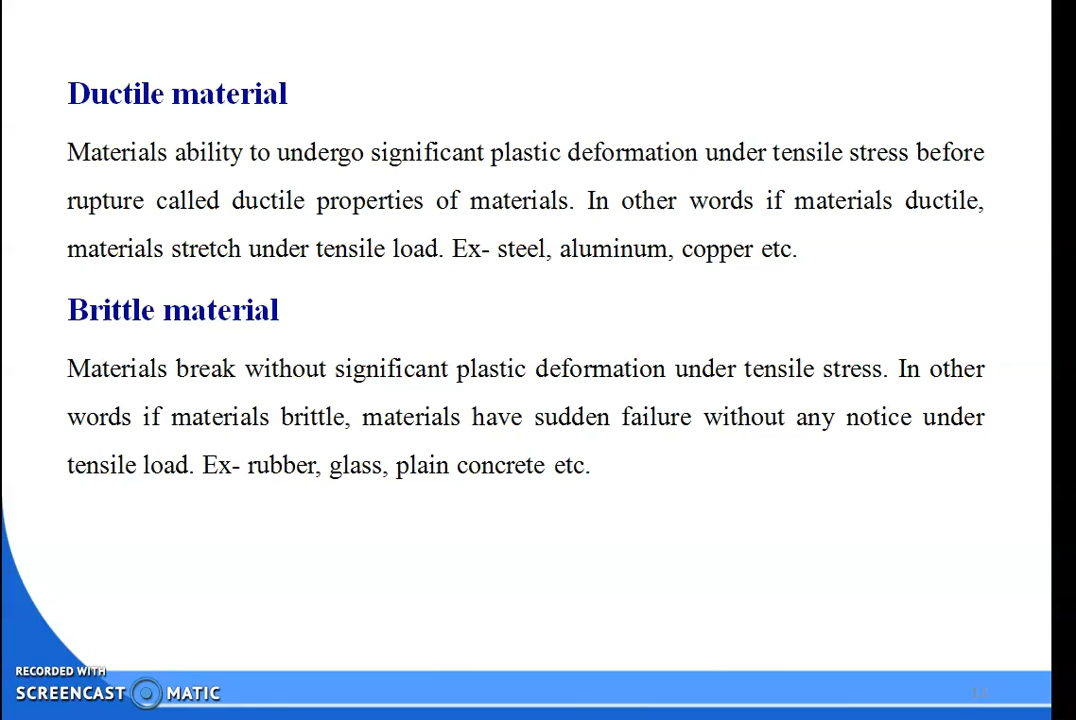 Ductile material
Materials ability to undergo significant plastic deformation under tensile stress before
rupture called ductile properties of materials. In other words if materials ductile,
materials stretch under tensile load. Ex- steel, aluminum, copper etc.
Brittle material
Materials break without significant plastic deformation under tensile stress. In other
words if materials brittle, materials have sudden failure without any notice under
tensile load. Ex- rubber, glass, plain concrete etc.
RECORDED WITH
SCREENCAST MATIC